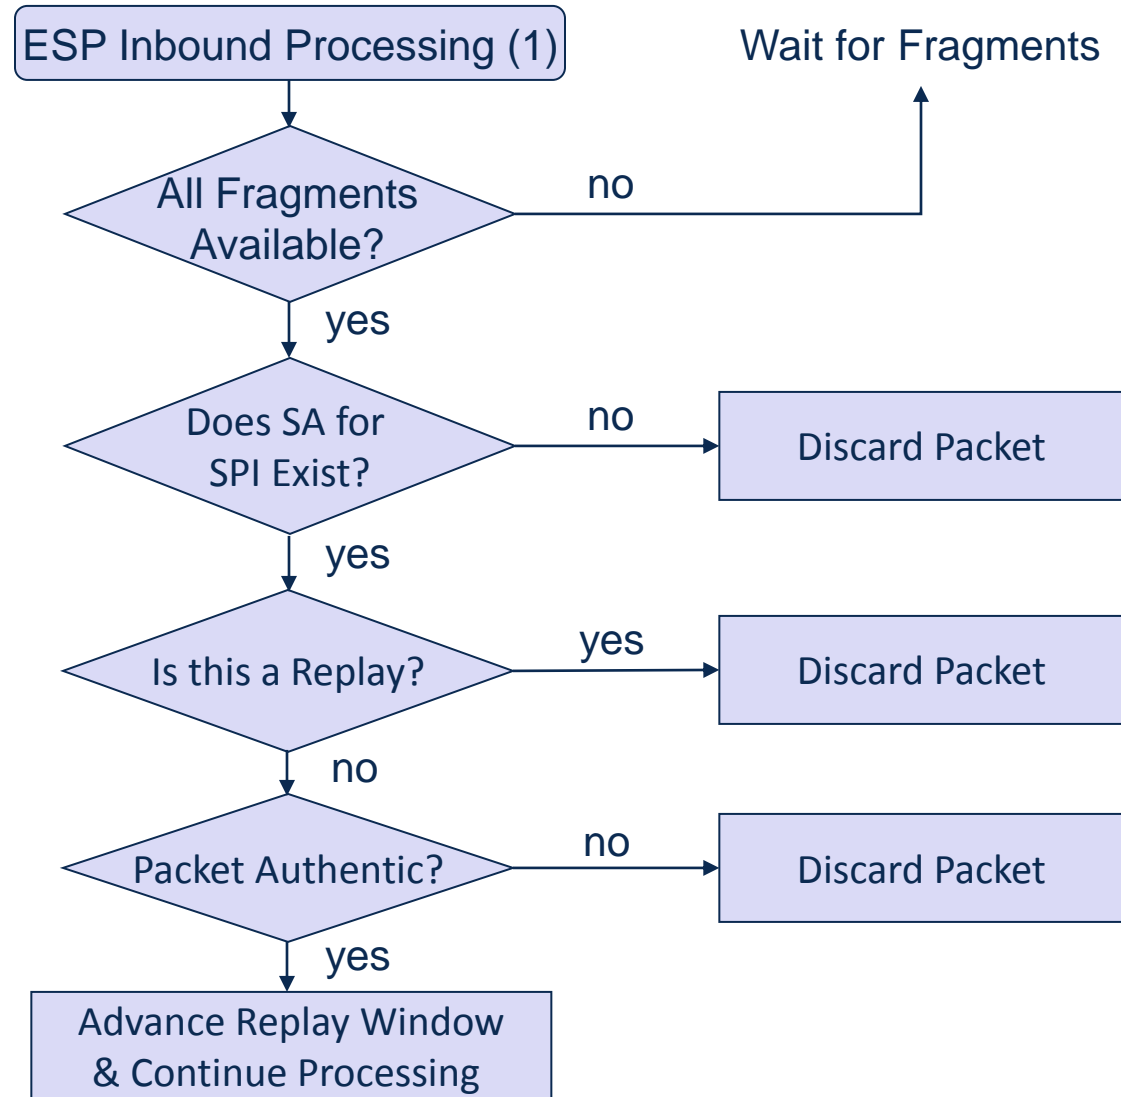 ESP Inbound Processing (1)
Wait for Fragments
All Fragments
Available?
no
yes
Does SA for
SPI Exist?
no
Discard Packet
yes
Is this a Replay?
yes
Discard Packet
no
Packet Authentic?
no
Discard Packet
yes
Advance Replay Window
& Continue Processing